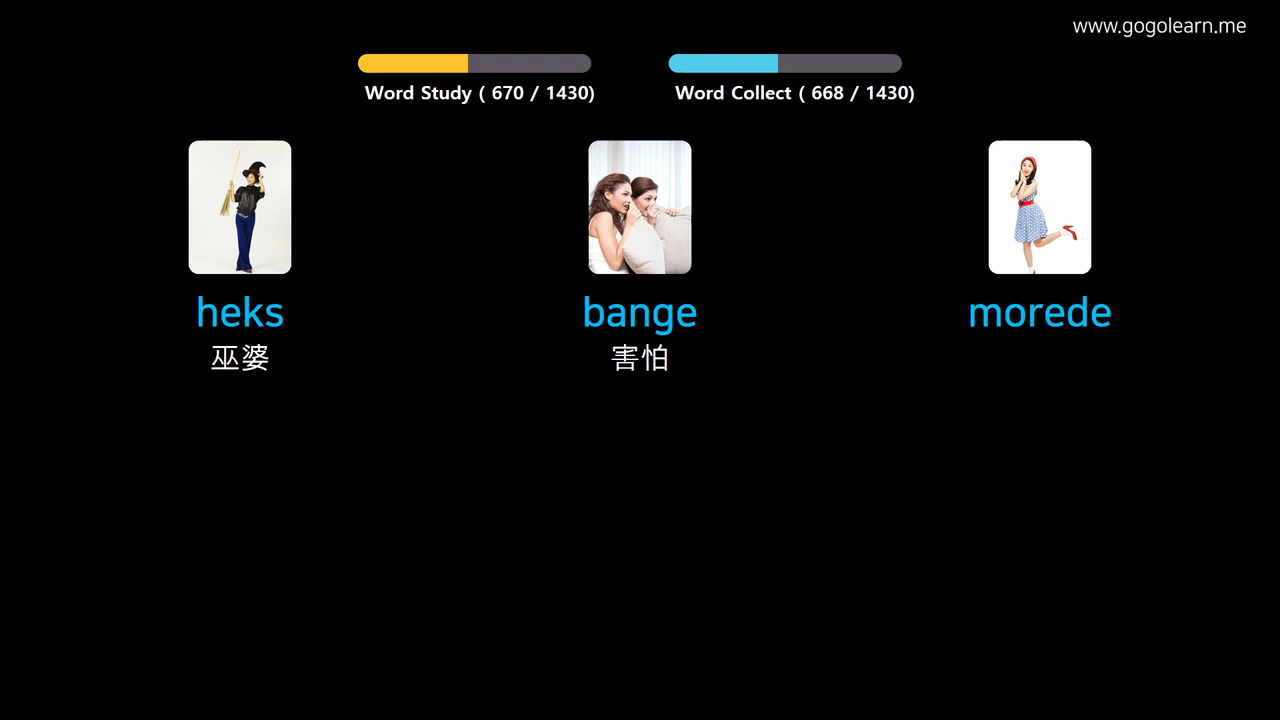 www.gogolearn.me
Word Study ( 670 / 1430)
Word Collect ( 668 / 1430)
heks
巫婆
bange
害怕
morede